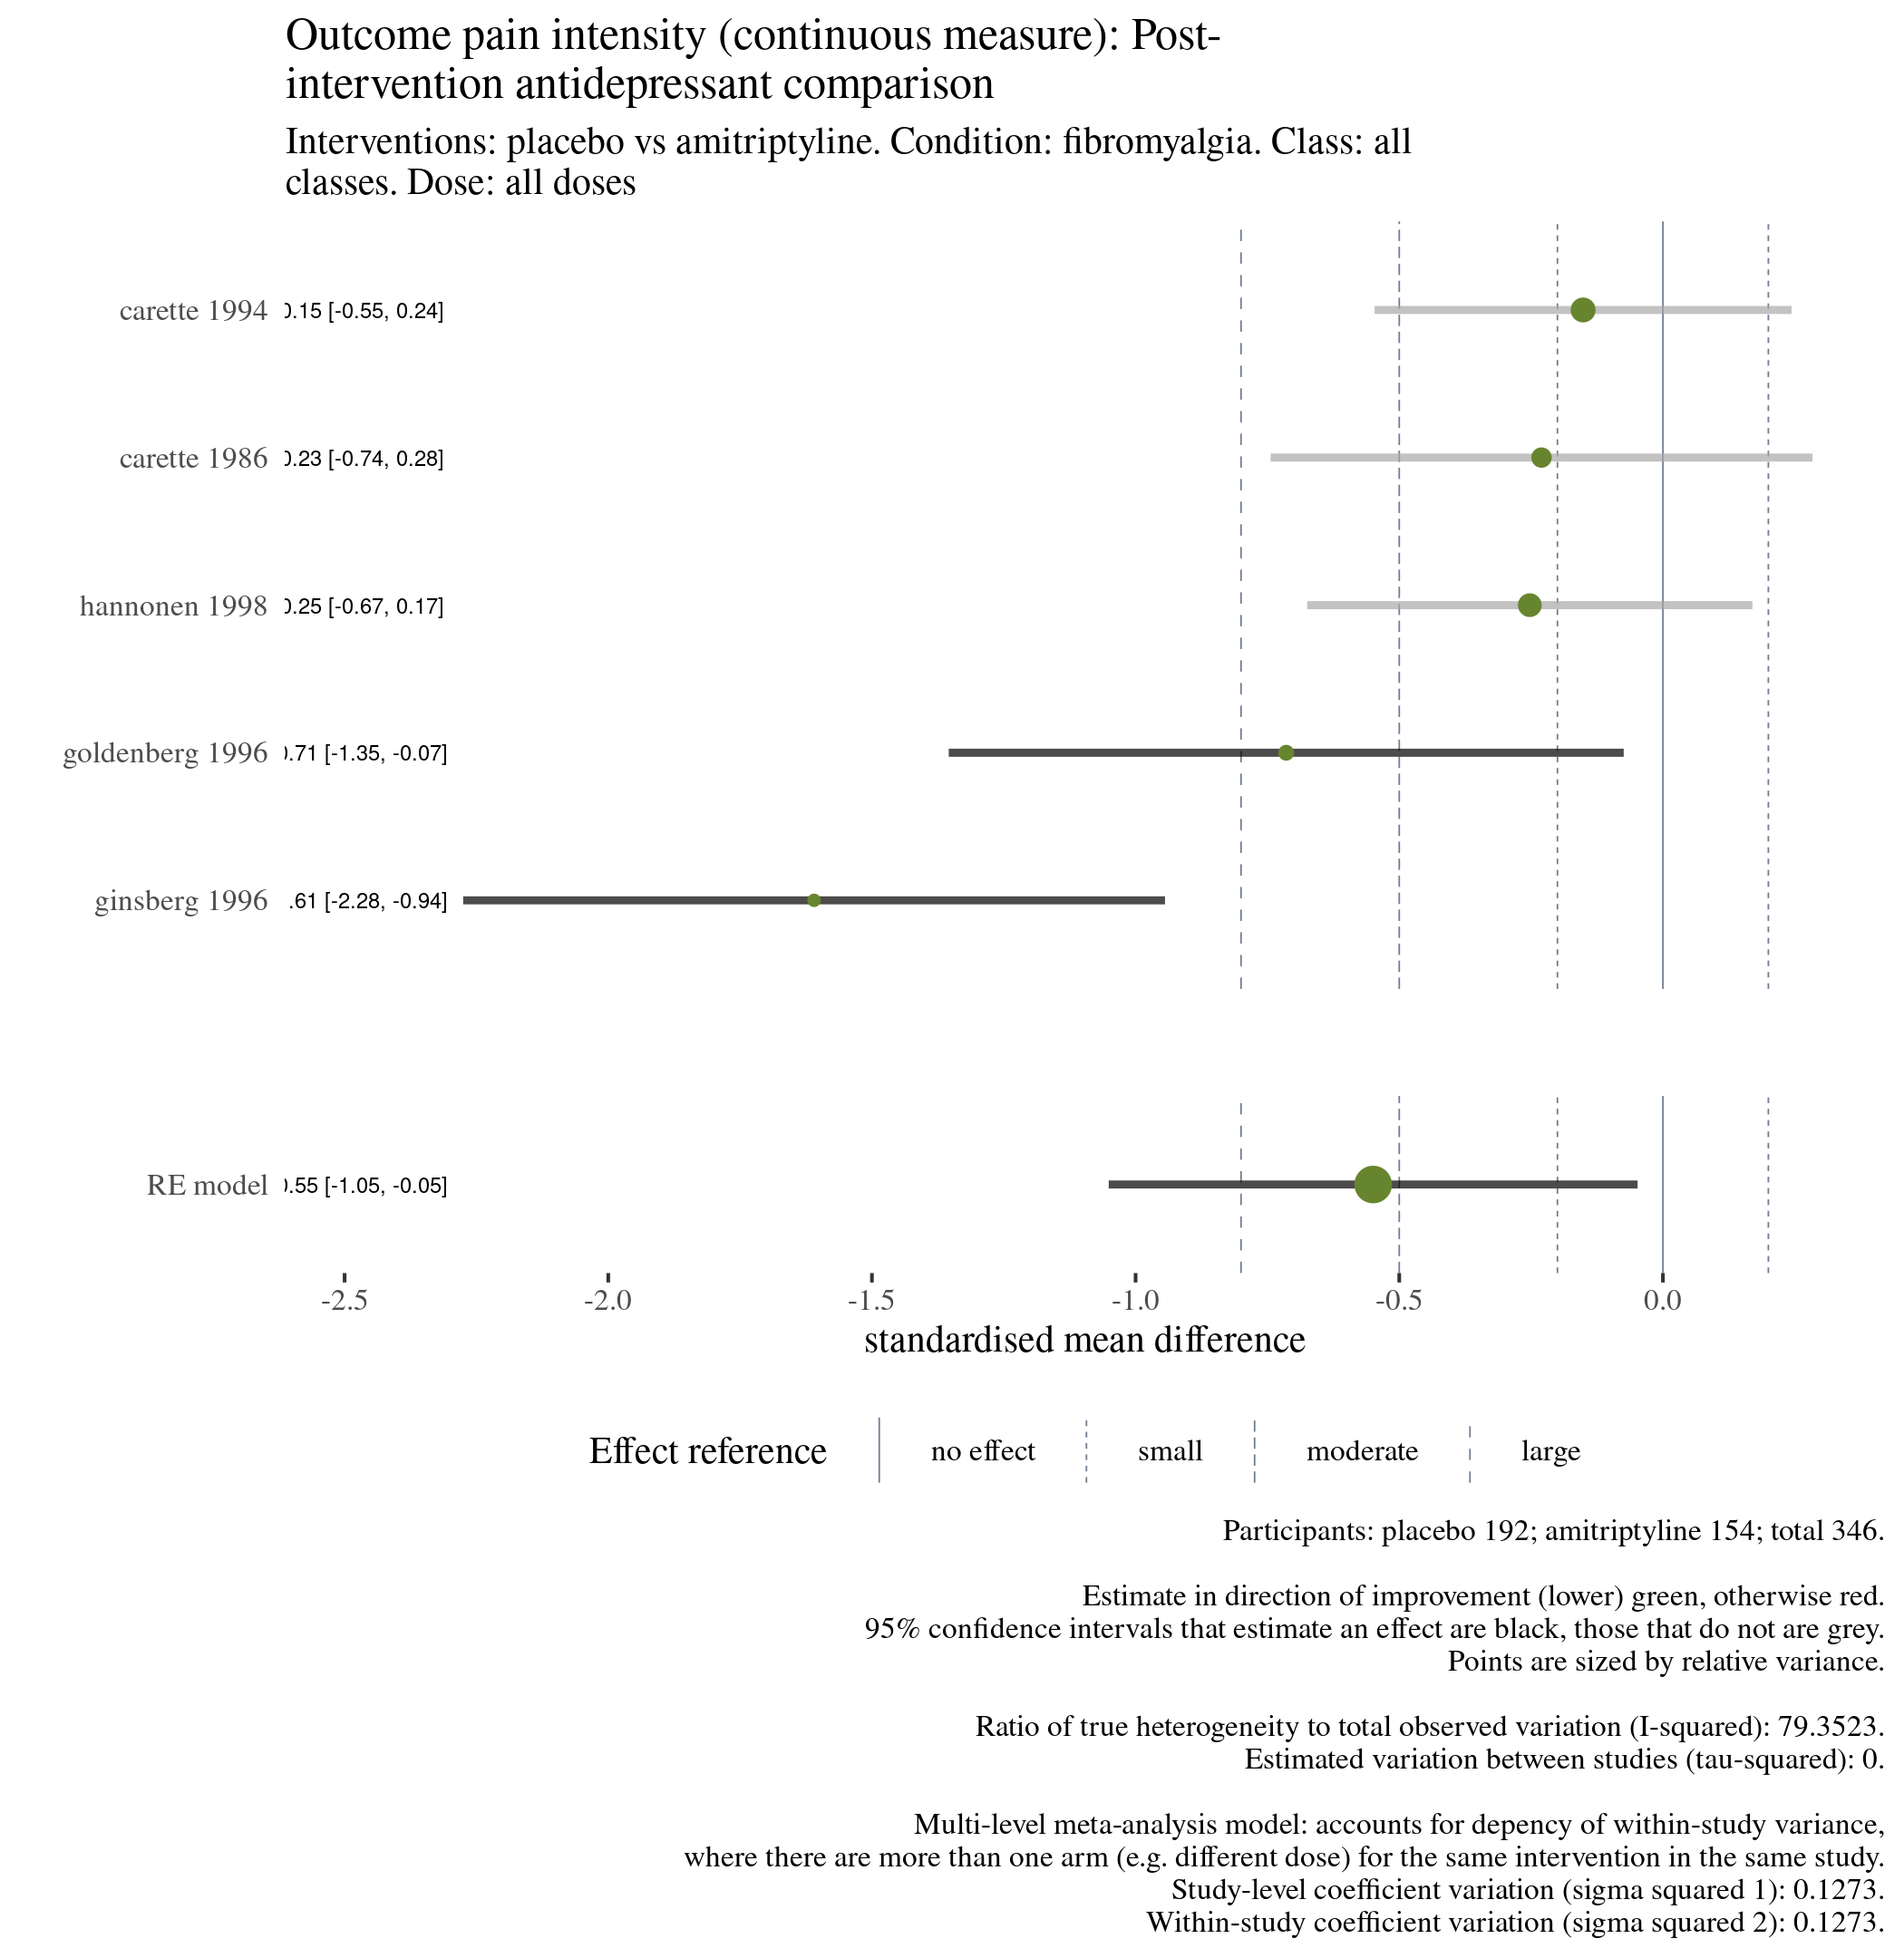 Outcome pain intensity (continuous measure): Post-
intervention antidepressant comparison
Interventions: placebo vs amitriptyline. Condition: fibromyalgia. Class: all
classes. Dose: all doses
carette 1994 0.15 [-0.55, 0.24]
carette 1986 0.23 [-0.74, 0.28]
hannonen 1998 0.25 [-0.67, 0.17]
goldenberg 1996 .71 [-1.35, -0.07]
ginsberg 1996 .61 [-2.28, -0.94]
RE model .55 [-1.05, -0.05]
-2.5 -2.0 -1.5 -1.0 -0.5 0.0
standardised mean difference
Effect reference no effect small moderate large
Participants: placebo 192; amitriptyline 154; total 346.
Estimate in direction of improvement (lower) green, otherwise red.
95% confidence intervals that estimate an effect are black, those that do not are grey.
Points are sized by relative variance.
Ratio of true heterogeneity to total observed variation (I-squared): 79.3523.
Estimated variation between studies (tau-squared): 0.
Multi-level meta-analysis model: accounts for depency of within-study variance,
where there are more than one arm (e.g. different dose) for the same intervention in the same study.
Study-level coefficient variation (sigma squared 1): 0.1273.
Within-study coefficient variation (sigma squared 2): 0.1273.